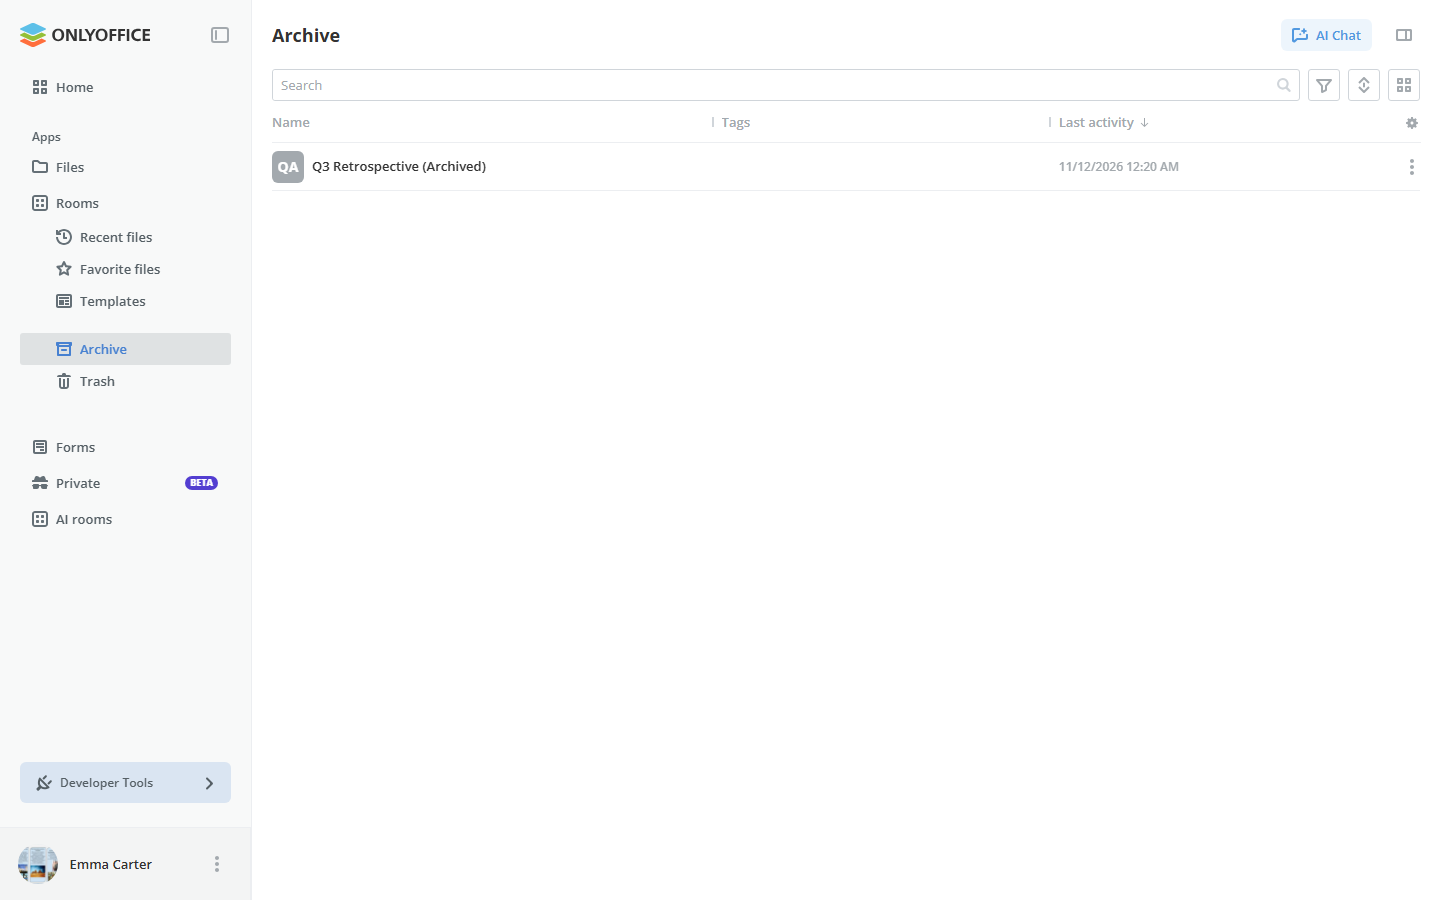 ONLYOFFICE
Home
Apps
Files
Rooms
Recent files
Favorite files
Templates
Archive
Trash
Forms
Private BETA
AI rooms
Developer Tools
Emma Carter
Archive
AI Chat
Search
Name Tags Last activity
QA Q3 Retrospective (Archived) 11/12/2026 12:20 AM